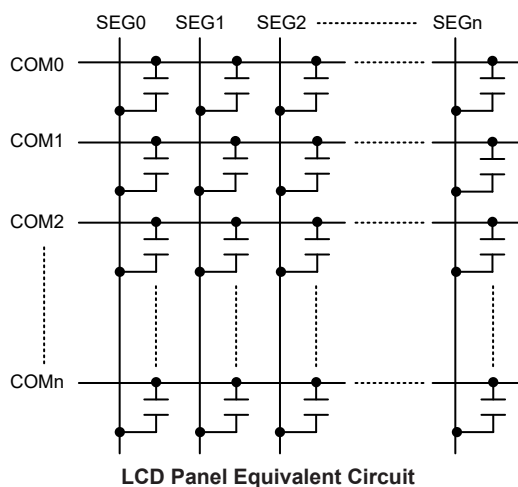 SEG0 SEG1 SEG2 SEGn
COM0
COM1
COM2
COMn
LCD Panel Equivalent Circuit